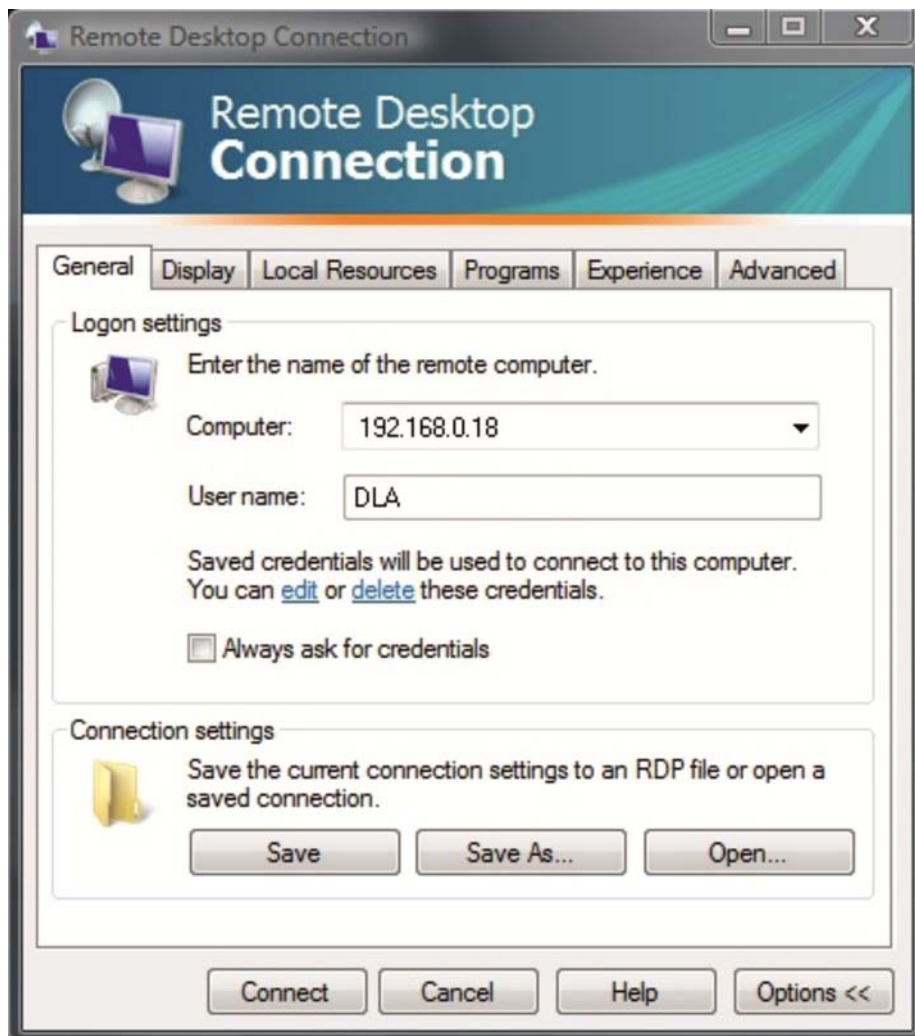 Remote Desktop Connection
Remote Desktop
Connection
General Display Local Resources Programs Experience Advanced
Logon settings
Enter the name of the remote computer.
Computer: 192.168.0.18
User name: DLA
Saved credentials will be used to connect to this computer.
You can edit or delete these credentials.
Always ask for credentials
Connection settings
Save the current connection settings to an RDP file or open a
saved connection.
Save Save As... Open...
Connect Cancel Help Options <<